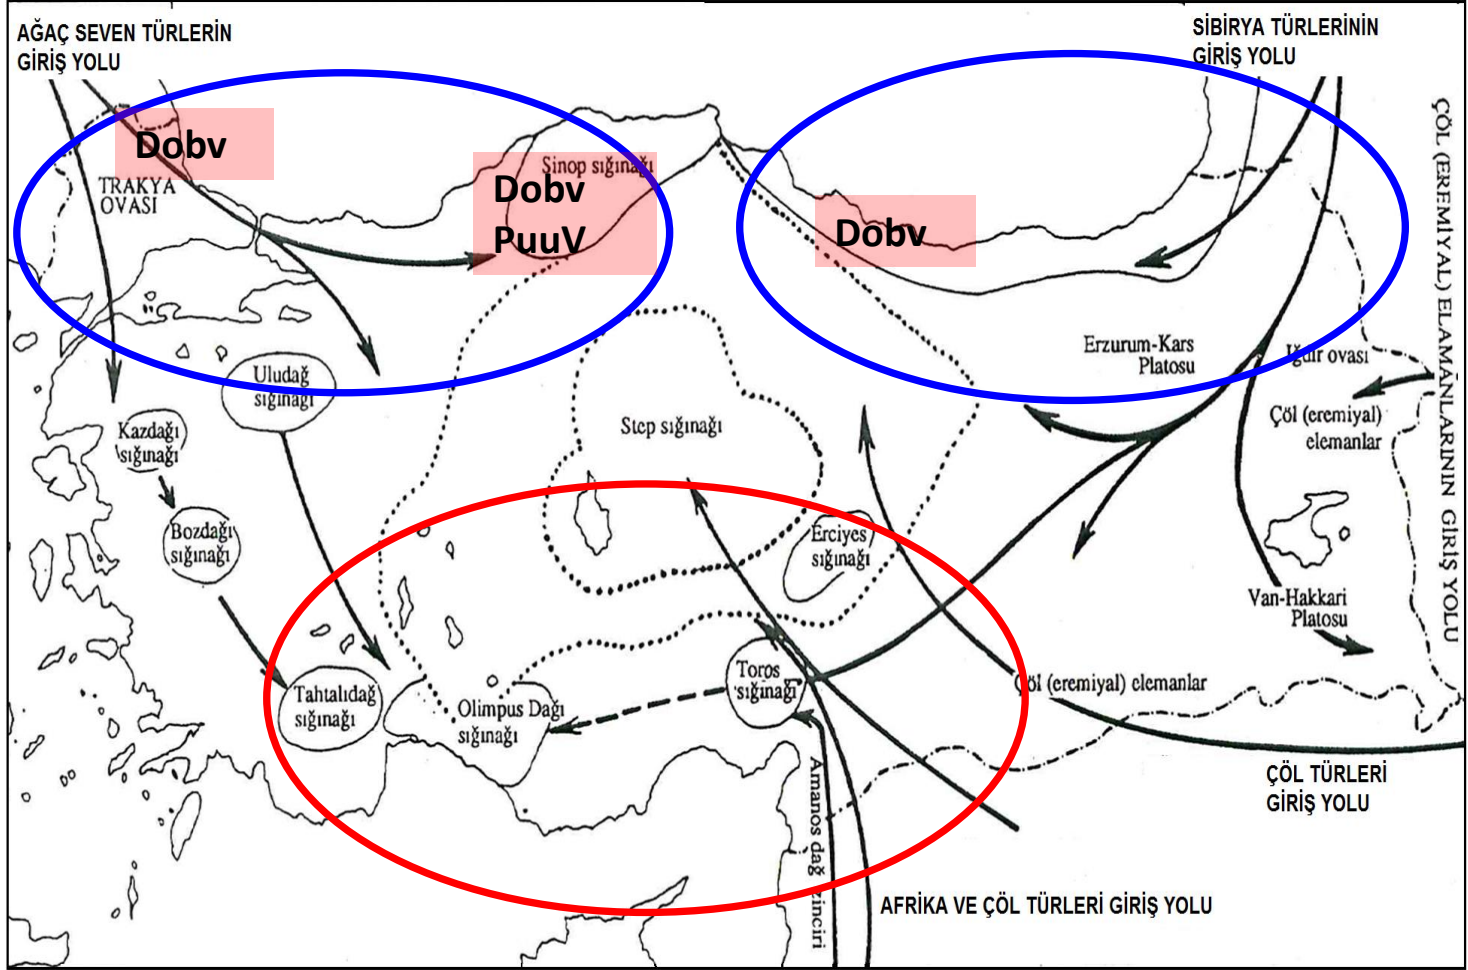 AĞAÇ SEVEN TÜRLERİN
GİRİŞ YOLU
SİBİRYA TÜRLERİNİN
GİRİŞ YOLU
Dobv
TRAKYA
OVASI
Sinop sığınağı
Dobv
PuuV
Dobv
ÇÖL (EREMİYAL) ELAMANLARININ GİRİŞ YOLU
Erzurum-Kars
Platosu
Iğdır ovası
Uludağ
sığınağı
Kazdağı
sığınağı
Step sığınağı
Çöl (eremiyal)
elemanlar
Bozdağı
sığınağı
Erciyes
sığınağı
Van-Hakkari
Platosu
Toros
sığınağı
Tahtalıdağ
sığınağı
Olimpus Dağı
sığınağı
Çöl (eremiyal) elemanlar
ÇÖL TÜRLERİ
GİRİŞ YOLU
Amanos dağ zinciri
AFRİKA VE ÇÖL TÜRLERİ GİRİŞ YOLU